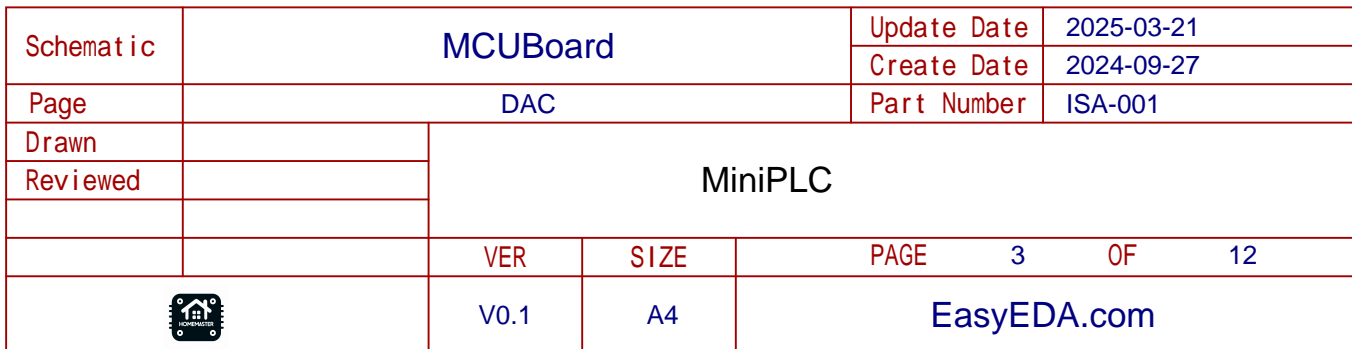 Schematic MCUBoard Update Date 2025-03-21
Create Date 2024-09-27
Page DAC Part Number ISA-001
Drawn
Reviewed MiniPLC
VER SIZE PAGE 3 OF 12
HOMEMASTER V0.1 A4 EasyEDA.com